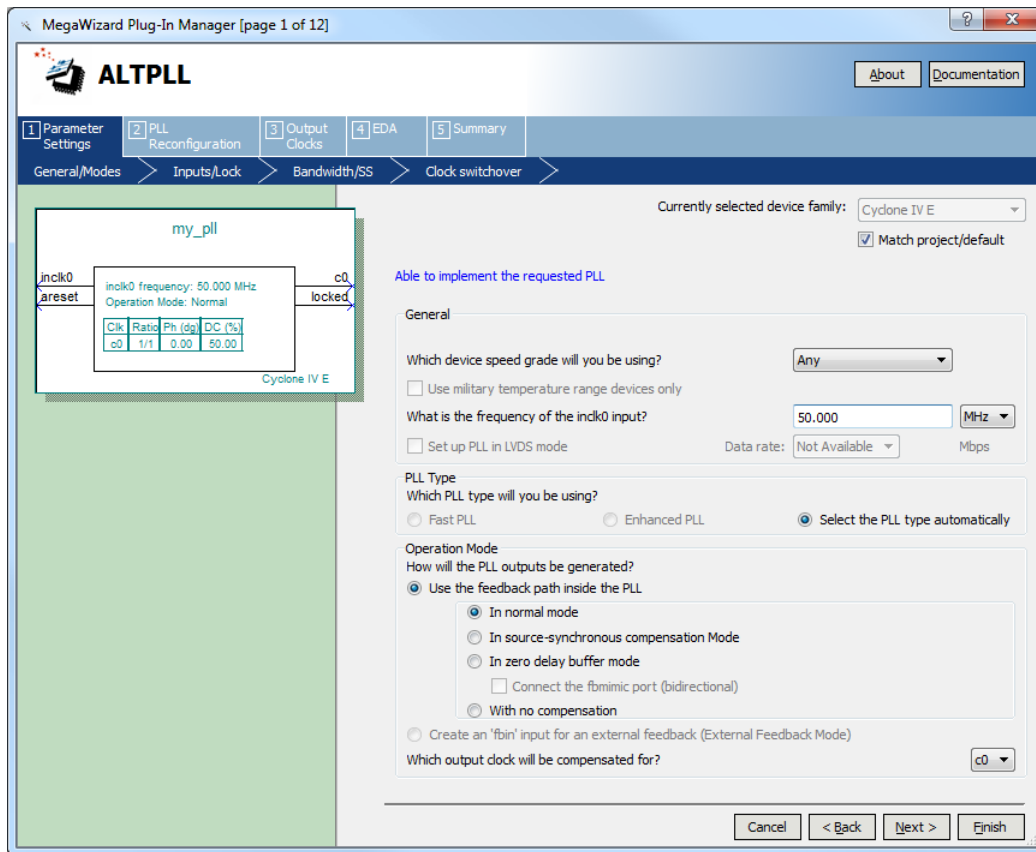 MegaWizard Plug-In Manager [page 1 of 12]
?
X
ALTPLL
About
Documentation
1 Parameter Settings
2 PLL Reconfiguration
3 Output Clocks
4 EDA
5 Summary
General/Modes
Inputs/Lock
Bandwidth/SS
Clock switchover
my_pll
inclk0
areset
c0
locked
inclk0 frequency: 50.000 MHz
Operation Mode: Normal
Clk Ratio Ph (dg) DC (%)
c0 1/1 0.00 50.00
Cyclone IV E
Currently selected device family:
Cyclone IV E
Match project/default
Able to implement the requested PLL
General
Which device speed grade will you be using?
Any
Use military temperature range devices only
What is the frequency of the inclk0 input?
50.000
MHz
Set up PLL in LVDS mode
Data rate:
Not Available
Mbps
PLL Type
Which PLL type will you be using?
Fast PLL
Enhanced PLL
Select the PLL type automatically
Operation Mode
How will the PLL outputs be generated?
Use the feedback path inside the PLL
In normal mode
In source-synchronous compensation Mode
In zero delay buffer mode
Connect the fbmimic port (bidirectional)
With no compensation
Create an 'fbin' input for an external feedback (External Feedback Mode)
Which output clock will be compensated for?
c0
Cancel
< Back
Next >
Finish